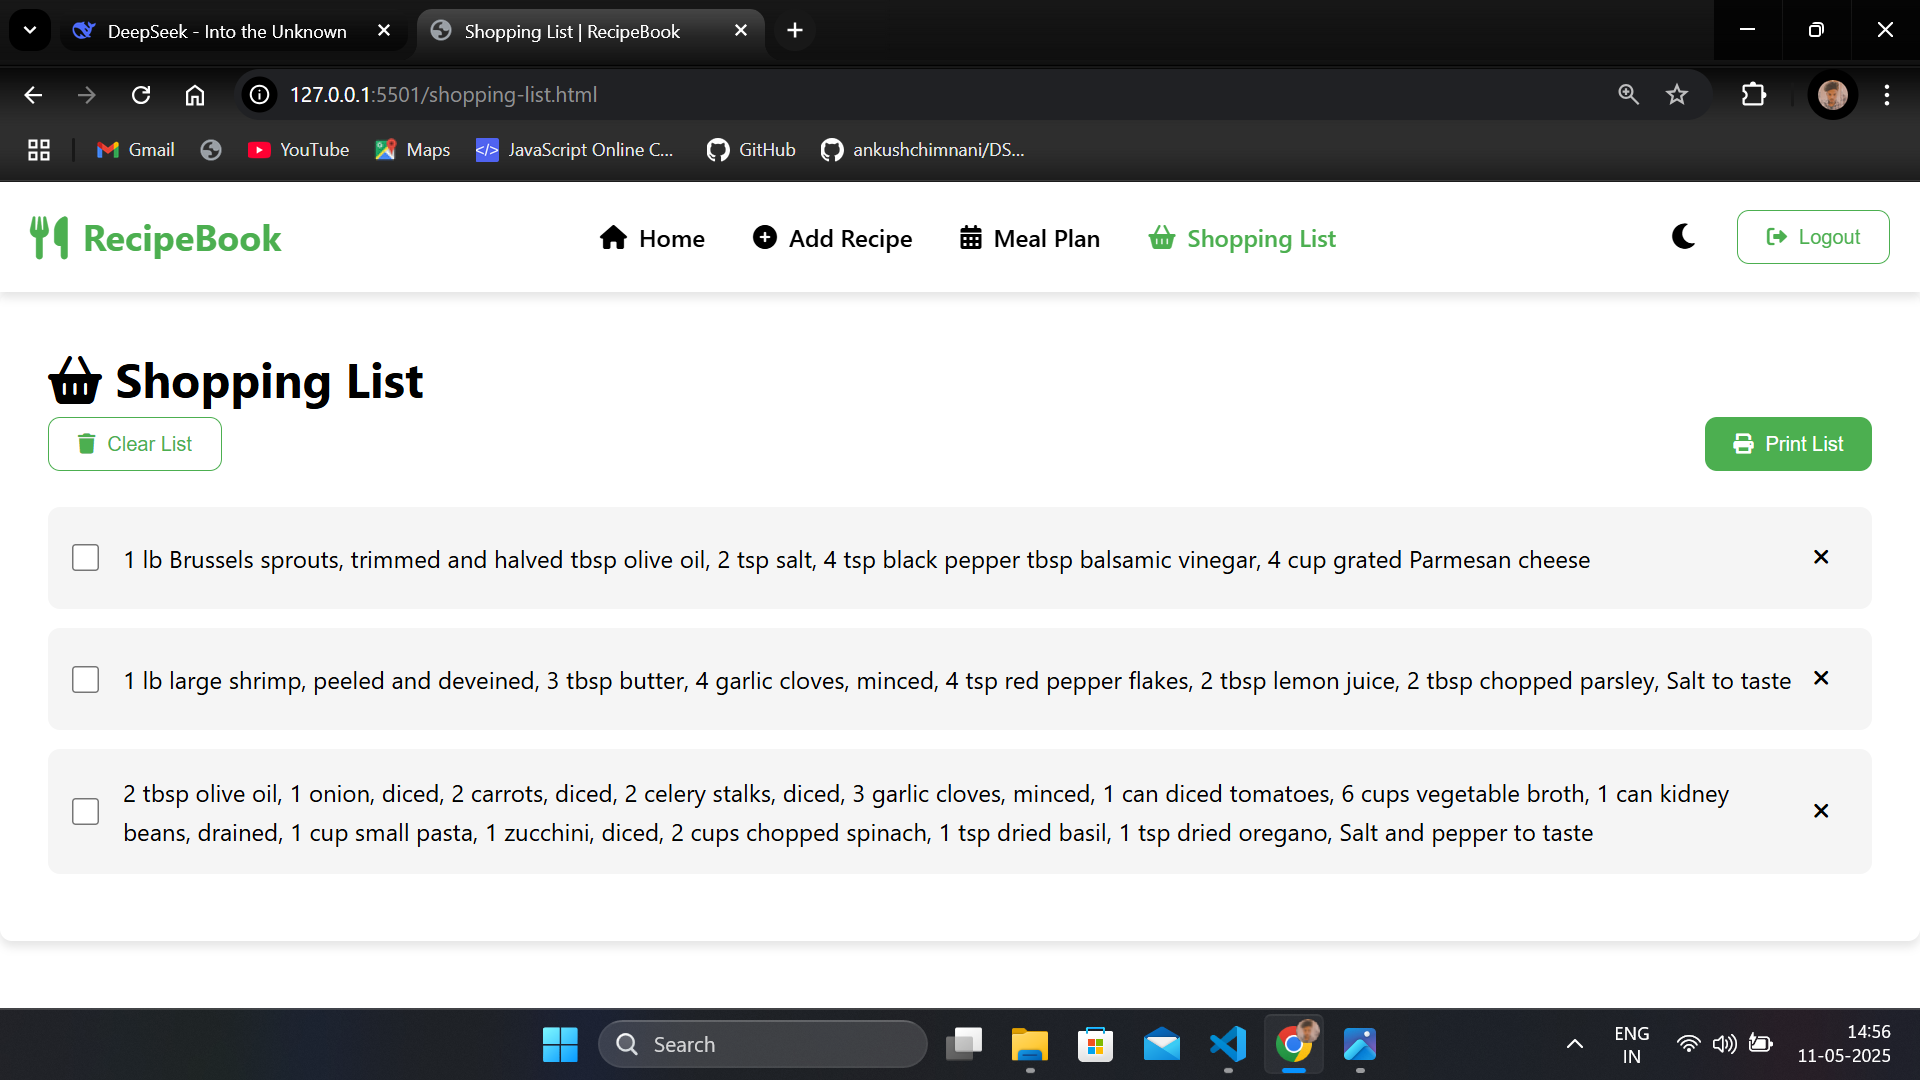 DeepSeek - Into the Unknown
Shopping List | RecipeBook
127.0.0.1:5501/shopping-list.html
Gmail
YouTube
Maps
JavaScript Online C...
GitHub
ankushchimnani/DS...
RecipeBook
Home
Add Recipe
Meal Plan
Shopping List
Logout
Shopping List
Clear List
Print List
1 lb Brussels sprouts, trimmed and halved tbsp olive oil, 2 tsp salt, 4 tsp black pepper tbsp balsamic vinegar, 4 cup grated Parmesan cheese
1 lb large shrimp, peeled and deveined, 3 tbsp butter, 4 garlic cloves, minced, 4 tsp red pepper flakes, 2 tbsp lemon juice, 2 tbsp chopped parsley, Salt to taste
2 tbsp olive oil, 1 onion, diced, 2 carrots, diced, 2 celery stalks, diced, 3 garlic cloves, minced, 1 can diced tomatoes, 6 cups vegetable broth, 1 can kidney
beans, drained, 1 cup small pasta, 1 zucchini, diced, 2 cups chopped spinach, 1 tsp dried basil, 1 tsp dried oregano, Salt and pepper to taste
Search
ENG
IN
14:56
11-05-2025